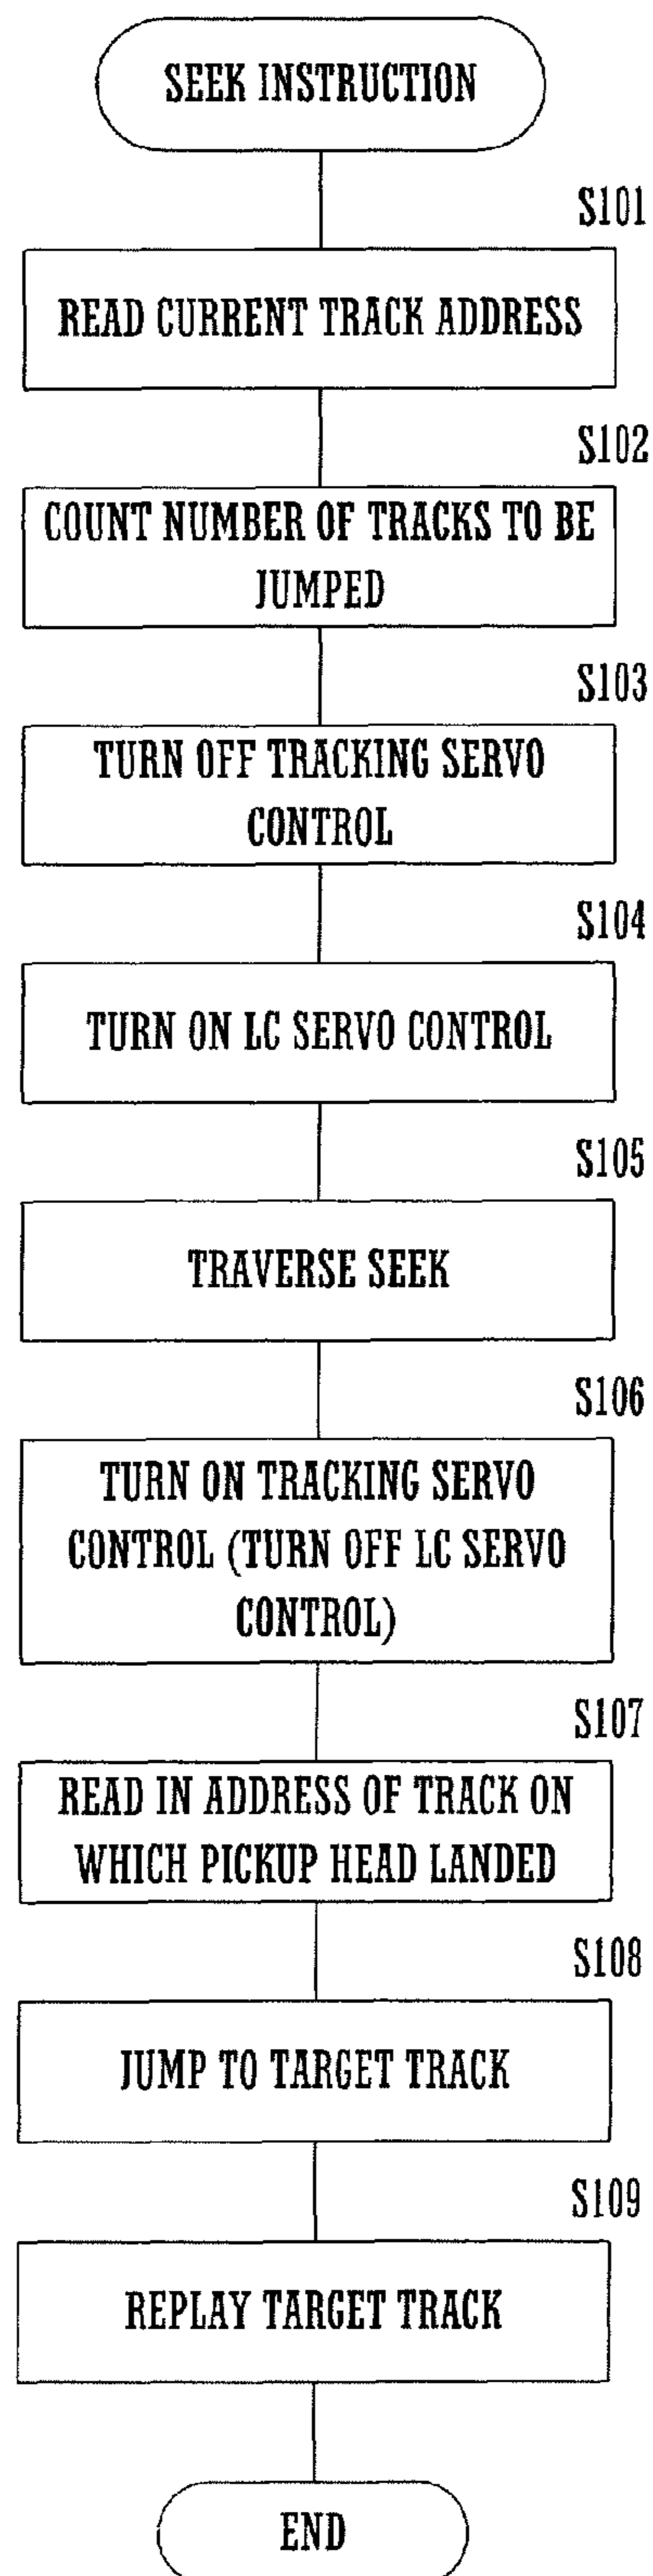 SEEK INSTRUCTION
S101
READ CURRENT TRACK ADDRESS
S102
COUNT NUMBER OF TRACKS TO BE
JUMPED
S103
TURN OFF TRACKING SERVO
CONTROL
S104
TURN ON LC SERVO CONTROL
S105
TRAVERSE SEEK
S106
TURN ON TRACKING SERVO
CONTROL (TURN OFF LC SERVO
CONTROL)
S107
READ IN ADDRESS OF TRACK ON
WHICH PICKUP HEAD LANDED
S108
JUMP TO TARGET TRACK
S109
REPLAY TARGET TRACK
END